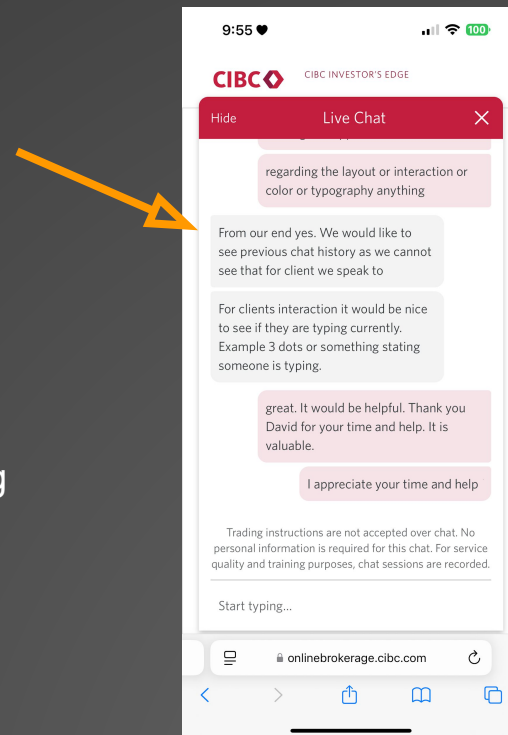 9:55
100
CIBC
CIBC INVESTOR'S EDGE
Hide
Live Chat
regarding the layout or interaction or
color or typography anything
From our end yes. We would like to
see previous chat history as we cannot
see that for client we speak to
For clients interaction it would be nice
to see if they are typing currently.
Example 3 dots or something stating
someone is typing.
great. It would be helpful. Thank you
David for your time and help. It is
valuable.
g
I appreciate your time and help
Trading instructions are not accepted over chat. No
personal information is required for this chat. For service
quality and training purposes, chat sessions are recorded.
Start typing...
onlinebrokerage.cibc.com